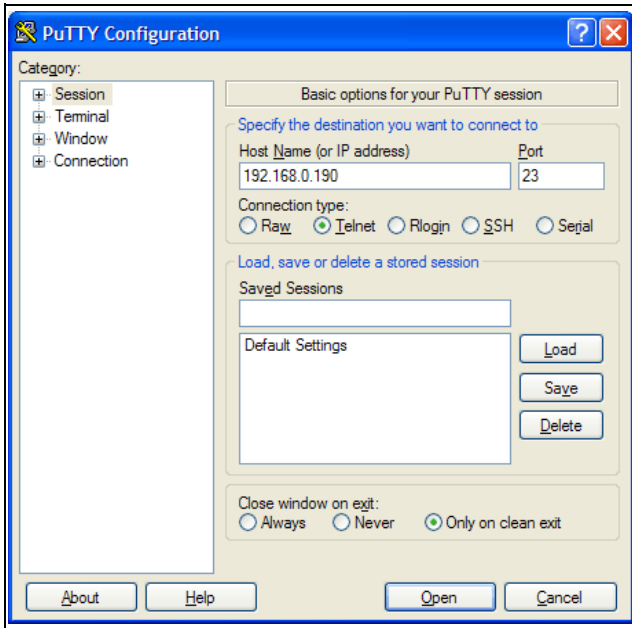 PuTTY Configuration
Category:
Session
Terminal
Window
Connection
Basic options for your PuTTY session
Specify the destination you want to connect to
Host Name (or IP address) Port
192.168.0.190 23
Connection type:
Raw Telnet Rlogin SSH Serial
Load, save or delete a stored session
Saved Sessions
Default Settings
Load
Save
Delete
Close window on exit:
Always Never Only on clean exit
About Help Open Cancel